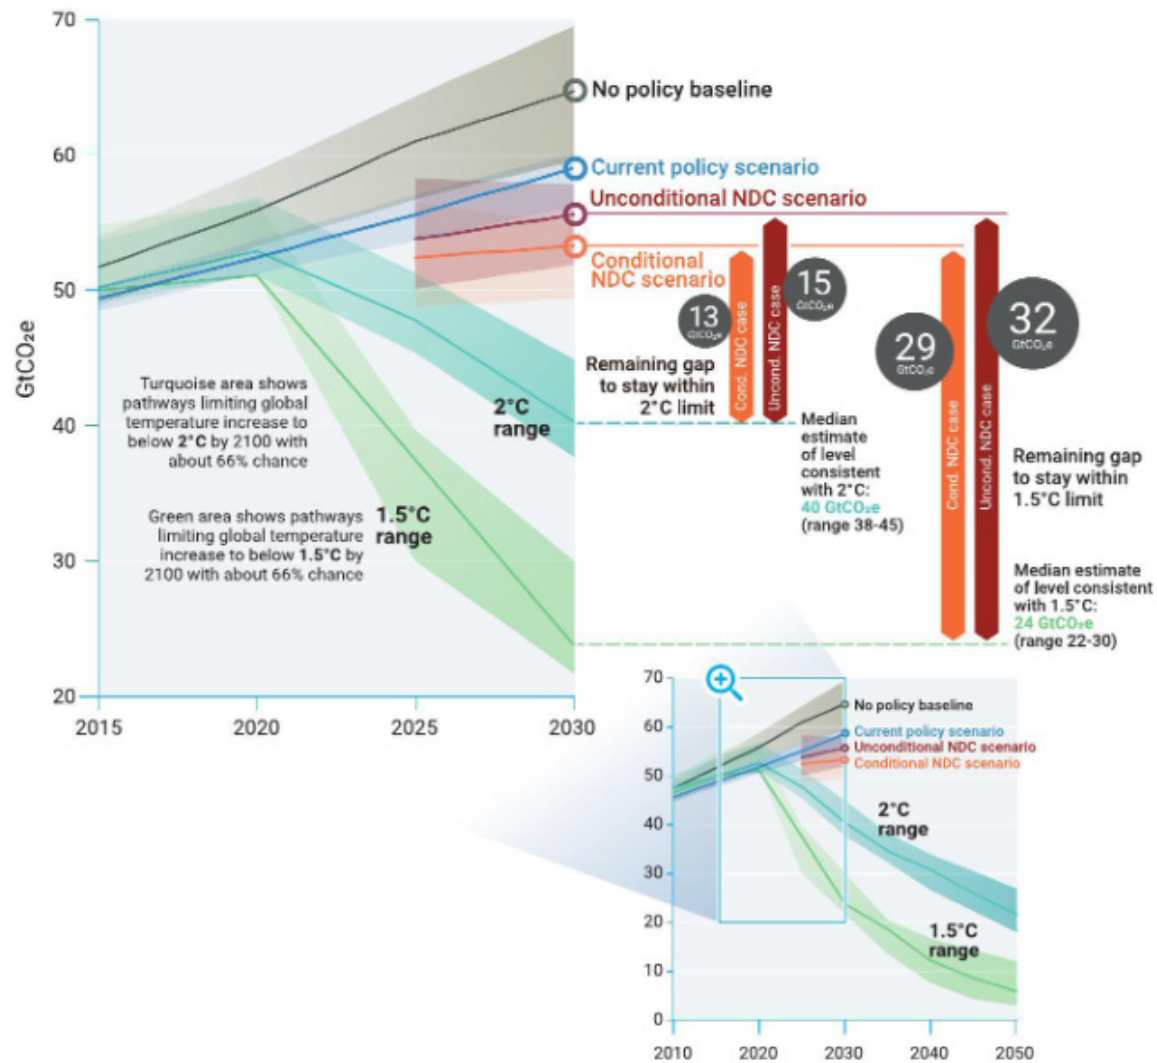 70
60
50
40
30
20
GtCO₂e
2015
2020
2025
2030
No policy baseline
Current policy scenario
Unconditional NDC scenario
Conditional
NDC scenario
Turquoise area shows
pathways limiting global
temperature increase to
below 2°C by 2100 with
about 66% chance
Green area shows pathways
limiting global temperature
increase to below 1.5°C by
2100 with about 66% chance
2°C
range
1.5°C
range
13
GtCO₂e
Cond. NDC case
Uncond. NDC case
15
GtCO₂e
Remaining gap
to stay within
2°C limit
Median
estimate
of level
consistent
with 2°C:
40 GtCO₂e
(range 38-45)
29
GtCO₂e
Cond. NDC case
Uncond. NDC case
32
GtCO₂e
Remaining gap
to stay within
1.5°C limit
Median estimate
of level consistent
with 1.5°C:
24 GtCO₂e
(range 22-30)
70
60
50
40
30
20
10
0
2010
2020
2030
2040
2050
No policy baseline
Current policy scenario
Unconditional NDC scenario
Conditional NDC scenario
2°C
range
1.5°C
range